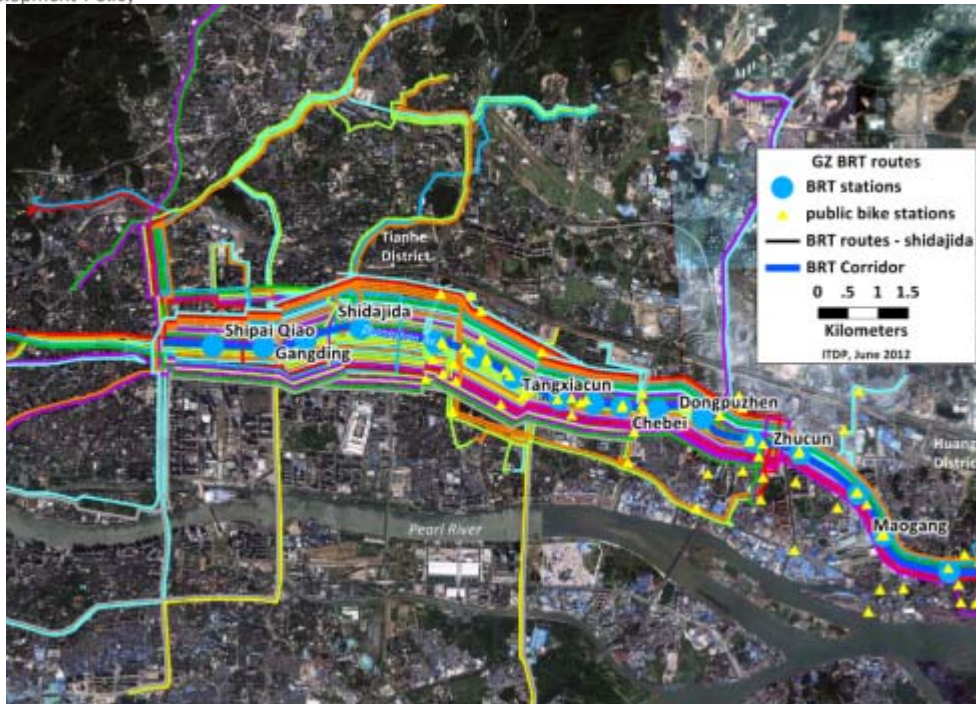 GZ BRT routes
BRT stations
public bike stations
BRT routes - shidajida
BRT Corridor
0 .5 1 1.5
Kilometers
ITDP, June 2012
Tianhe
District
Shidajida
Shipai Qiao
Gangding
Tangxiacun
Dongpuzhen
Chebei
Zhucun
Maogang
Pearl River